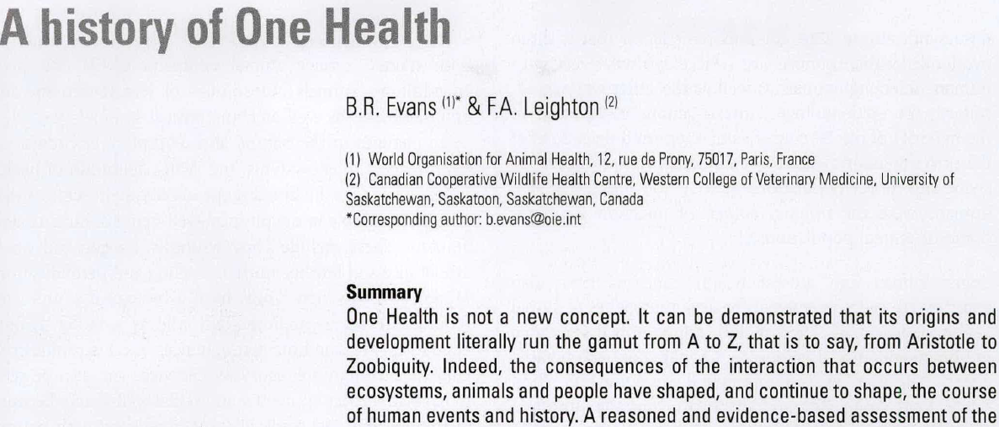 A history of One Health
B.R. Evans (1)* & F.A. Leighton (2)
(1) World Organisation for Animal Health, 12, rue de Prony, 75017, Paris, France
(2) Canadian Cooperative Wildlife Health Centre, Western College of Veterinary Medicine, University of
Saskatchewan, Saskatoon, Saskatchewan, Canada
*Corresponding author: b.evans@oie.int
Summary
One Health is not a new concept. It can be demonstrated that its origins and
development literally run the gamut from A to Z, that is to say, from Aristotle to
Zoobiquity. Indeed, the consequences of the interaction that occurs between
ecosystems, animals and people have shaped, and continue to shape, the course
of human events and history. A reasoned and evidence-based assessment of the